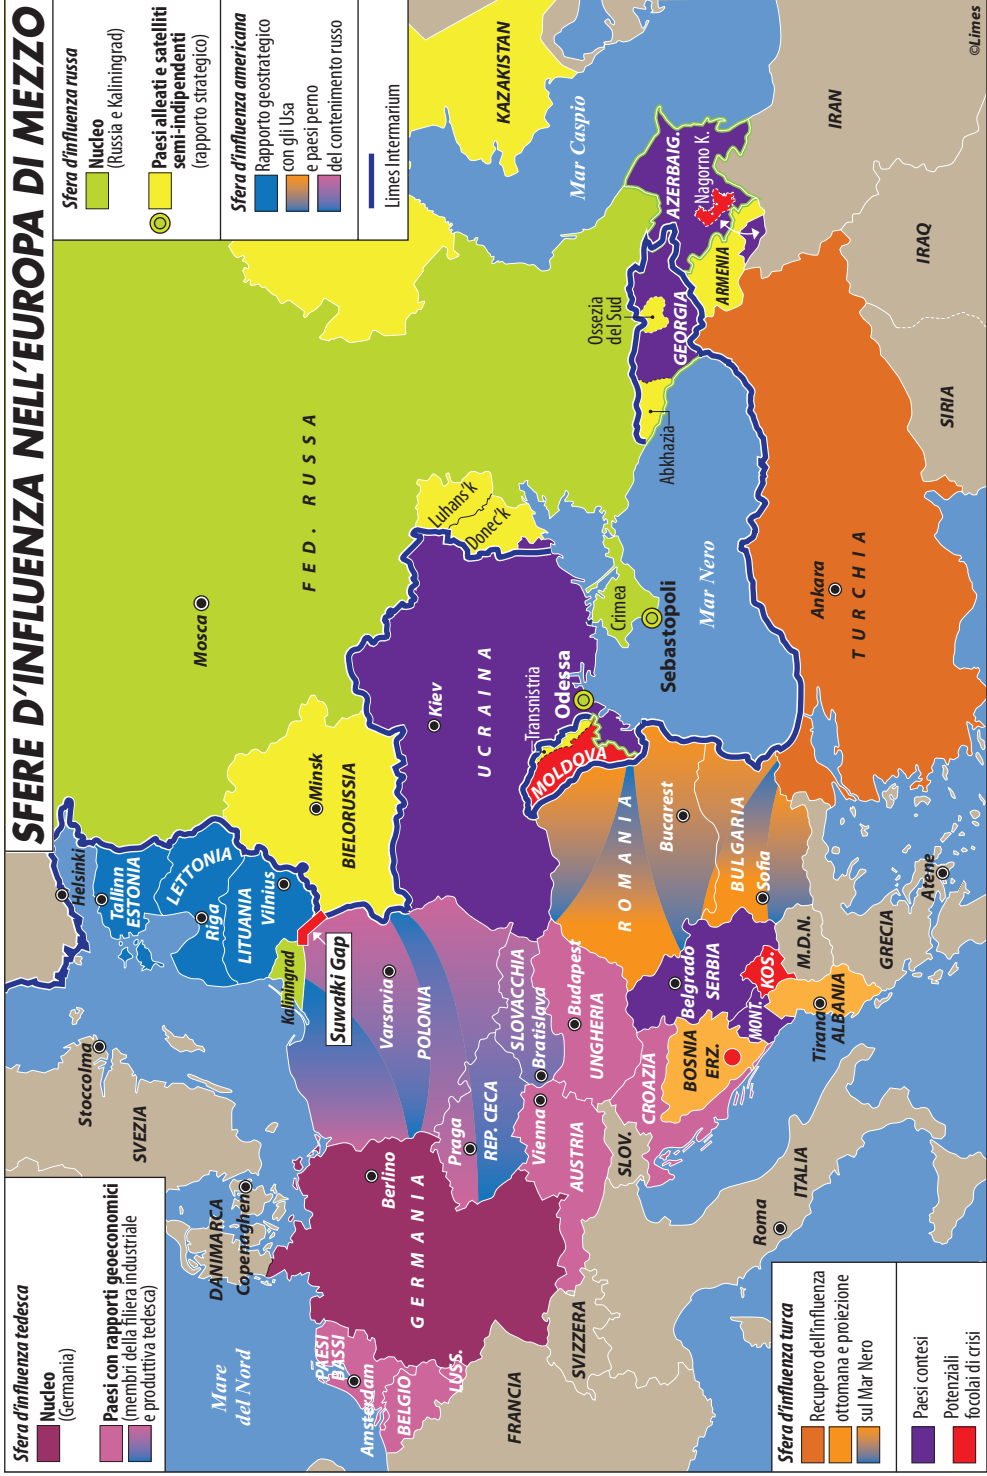 SFERE D'INFLUENZA NELL'EUROPA DI MEZZO
Sfera d'influenza tedesca
Nucleo
(Germania)
Paesi con rapporti geoeconomici
(membri della filiera industriale
e produttiva tedesca)
Sfera d'influenza russa
Nucleo
(Russia e Kaliningrad)
Paesi alleati e satelliti
semi-indipendenti
(rapporto strategico)
Sfera d'influenza americana
Rapporto geostrategico
con gli Usa
e paesi perno
del contenimento russo
Limes Intermarium
Sfera d'influenza turca
Recupero dell'influenza
ottomana e proiezione
sul Mar Nero
Paesi contesi
Potenziali
focolai di crisi
Mare
del Nord
DANIMARCA
Copenaghen
SVEZIA
Stoccolma
Helsinki
Tallinn
ESTONIA
LETTONIA
Riga
LITUANIA
Vilnius
Kaliningrad
Suwałki Gap
Minsk
BIELORUSSIA
Mosca
FED. RUSSA
KAZAKISTAN
Mar Caspio
PAESI
BASSI
Amsterdam
BELGIO
LUSS.
GERMANIA
Berlino
Varsavia
POLONIA
Praga
REP. CECA
SLOVACCHIA
Bratislava
Vienna
AUSTRIA
Budapest
UNGHERIA
UCRAINA
Kiev
Luhans'k
Donec'k
Transnistria
Odessa
MOLDOVA
Crimea
Sebastopoli
Mar Nero
Abkhazia
Ossezia
del Sud
GEORGIA
ARMENIA
AZERBAIG.
Nagorno K.
FRANCIA
SVIZZERA
SLOV.
CROAZIA
BOSNIA
ERZ.
Belgrado
SERBIA
MONT.
KOS.
ROMANIA
Bucarest
BULGARIA
Sofia
M.D.N.
Tirana
ALBANIA
GRECIA
Atene
ITALIA
Roma
Ankara
TURCHIA
SIRIA
IRAQ
IRAN
©Limes